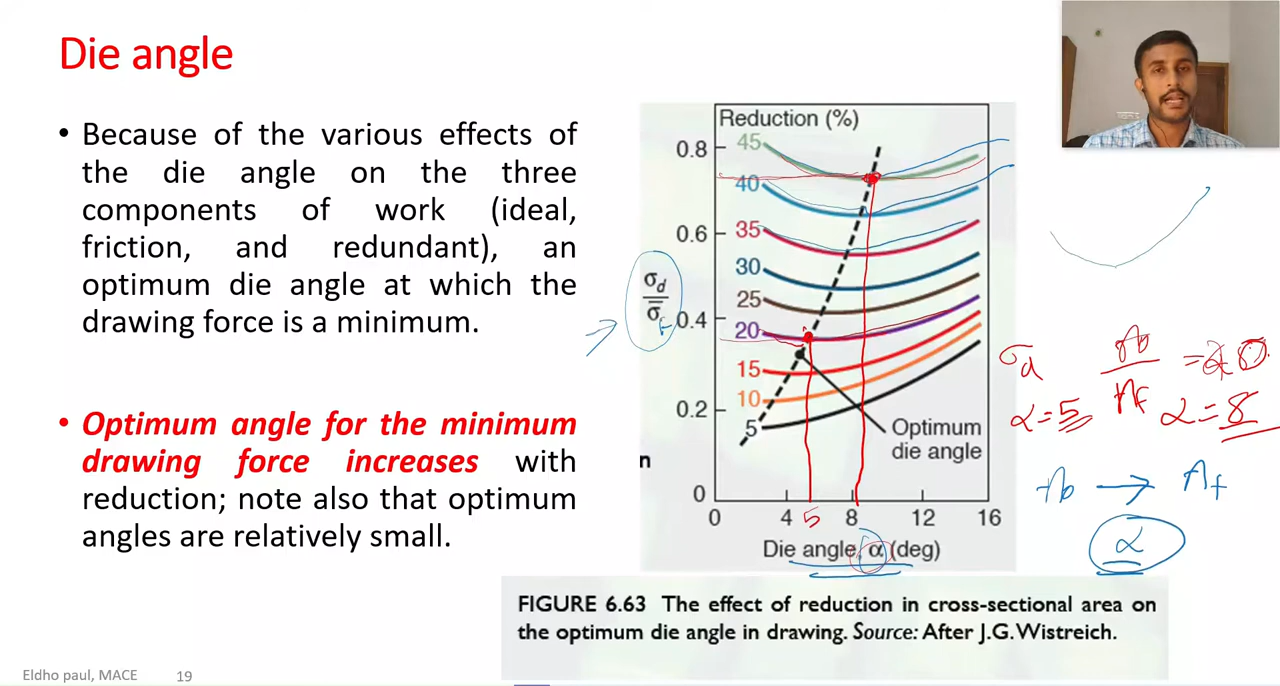 Die angle
• Because of the various effects of
the die angle on the three
components of work (ideal,
friction, and redundant), an
optimum die angle at which the
drawing force is a minimum.
• Optimum angle for the minimum
drawing force increases with
reduction; note also that optimum
angles are relatively small.
Reduction (%)
45
40
35
30
25
20
15
10
5
0.8
0.6
0.4
0.2
0
σd
σ̅
Optimum
die angle
n
0 4 5 8 12 16
Die angle, α (deg)
σd
A0
Af
α=5
α=8
A0 → Af
α
FIGURE 6.63 The effect of reduction in cross-sectional area on
the optimum die angle in drawing. Source: After J.G. Wistreich.
Eldho paul, MACE 19